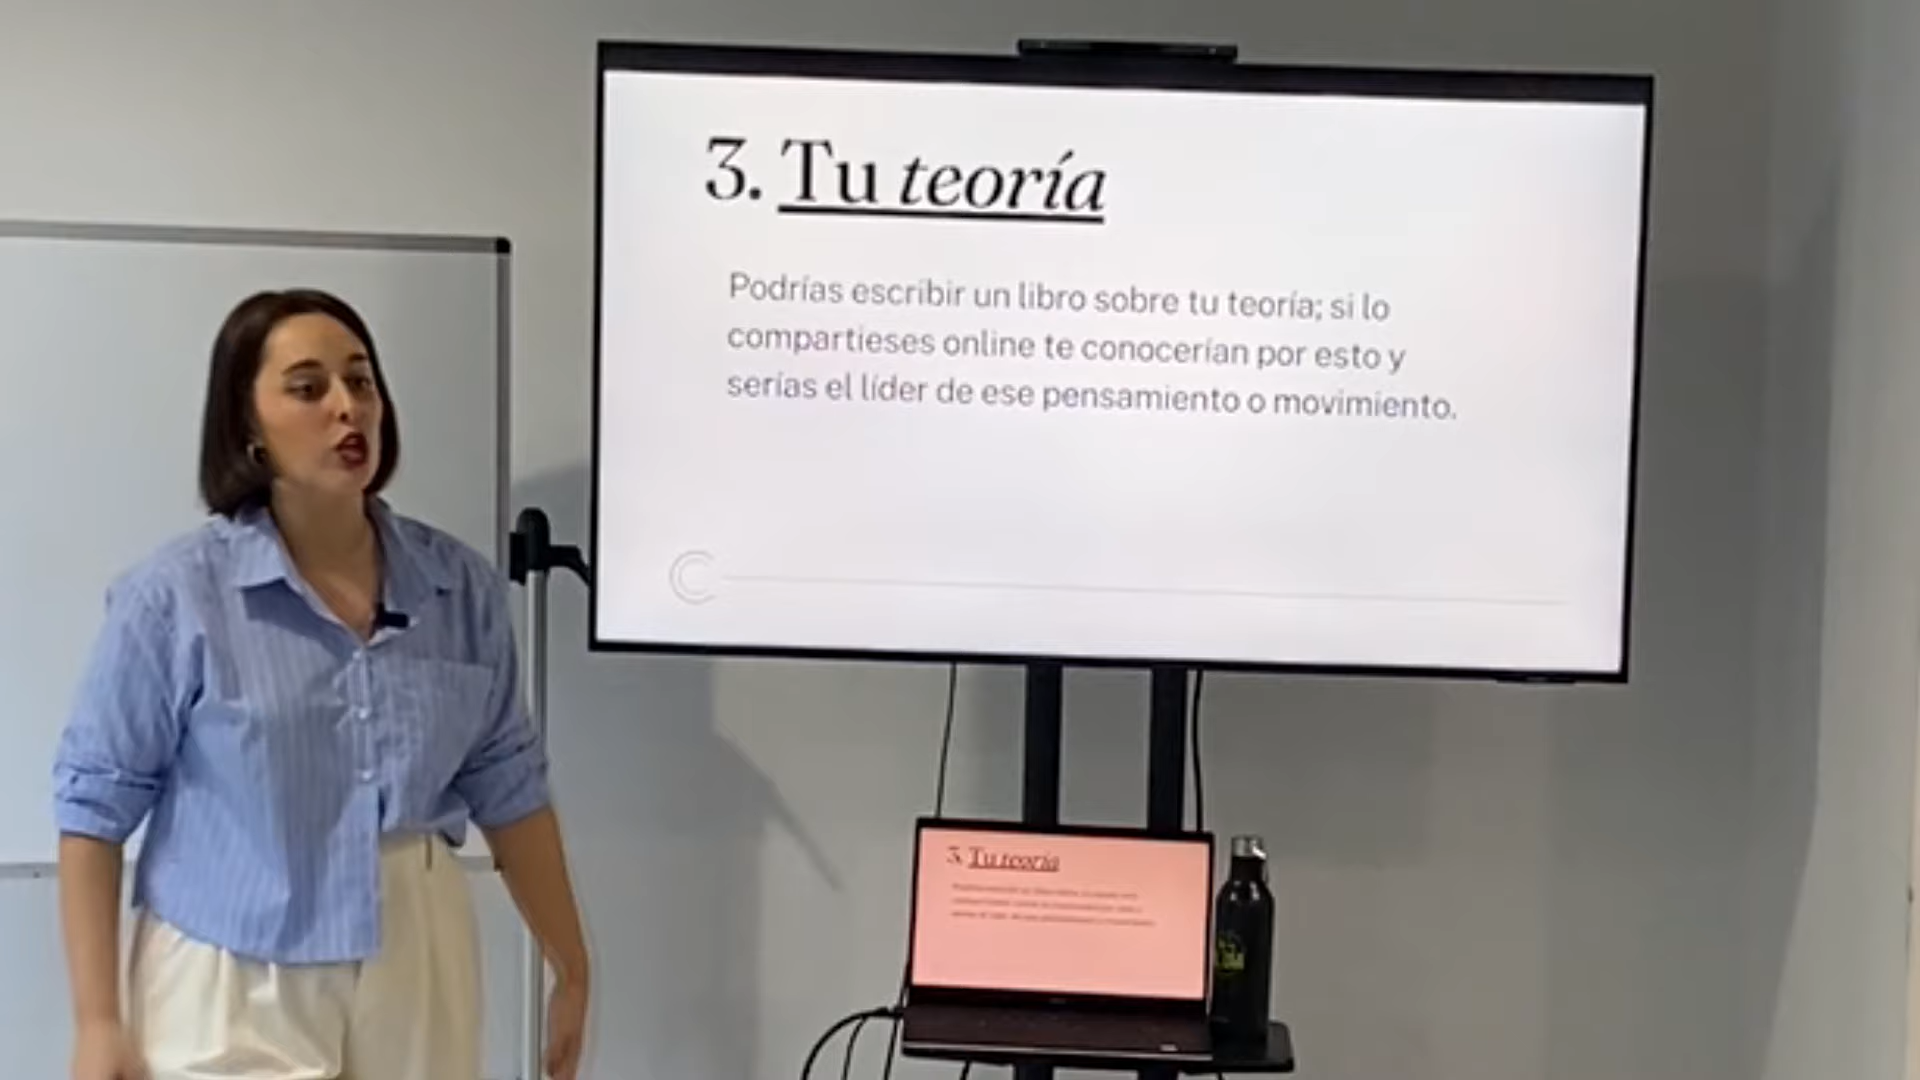 3. Tu teoría
Podrías escribir un libro sobre tu teoría; si lo
compartieses online te conocerían por esto y
serías el líder de ese pensamiento o movimiento.
3. Tu teoría